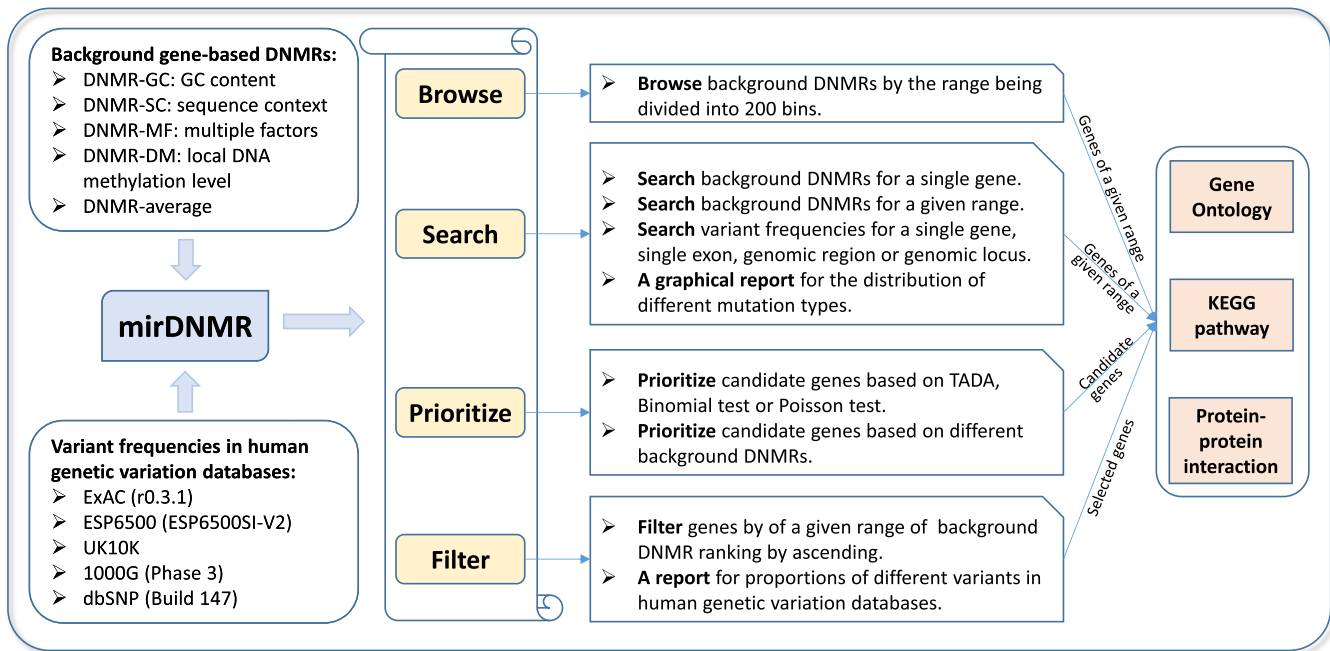 Background gene-based DNMRs:
➢ DNMR-GC: GC content
➢ DNMR-SC: sequence context
➢ DNMR-MF: multiple factors
➢ DNMR-DM: local DNA
methylation level
➢ DNMR-average
mirDNMR
Variant frequencies in human
genetic variation databases:
➢ ExAC (r0.3.1)
➢ ESP6500 (ESP6500SI-V2)
➢ UK10K
➢ 1000G (Phase 3)
➢ dbSNP (Build 147)
Browse
➢ Browse background DNMRs by the range being
divided into 200 bins.
Search
➢ Search background DNMRs for a single gene.
➢ Search background DNMRs for a given range.
➢ Search variant frequencies for a single gene,
single exon, genomic region or genomic locus.
➢ A graphical report for the distribution of
different mutation types.
Prioritize
➢ Prioritize candidate genes based on TADA,
Binomial test or Poisson test.
➢ Prioritize candidate genes based on different
background DNMRs.
Filter
➢ Filter genes by of a given range of background
DNMR ranking by ascending.
➢ A report for proportions of different variants in
human genetic variation databases.
Genes of a given range
Genes of a
given range
Candidate
genes
Selected genes
Gene
Ontology
KEGG
pathway
Protein-
protein
interaction